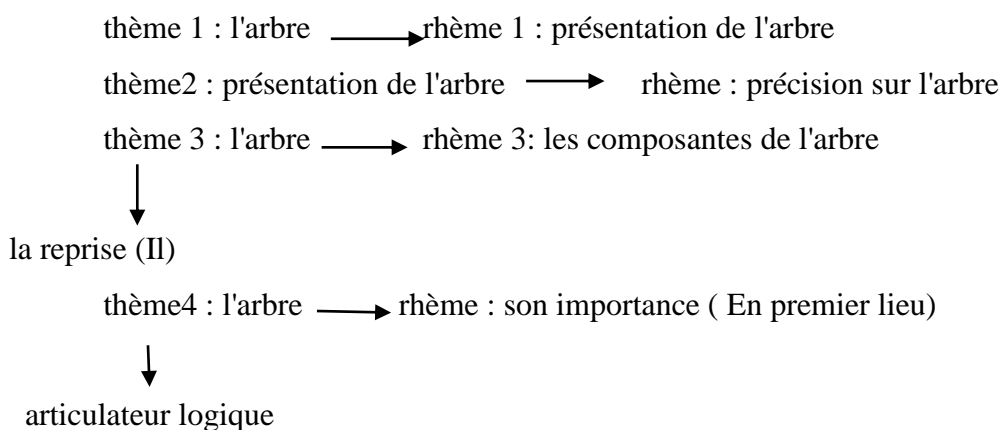 thème 1 : l'arbre rhème 1 : présentation de l'arbre
thème2 : présentation de l'arbre rhème : précision sur l'arbre
thème 3 : l'arbre rhème 3: les composantes de l'arbre
la reprise (Il)
thème4 : l'arbre rhème : son importance ( En premier lieu)
articulateur logique